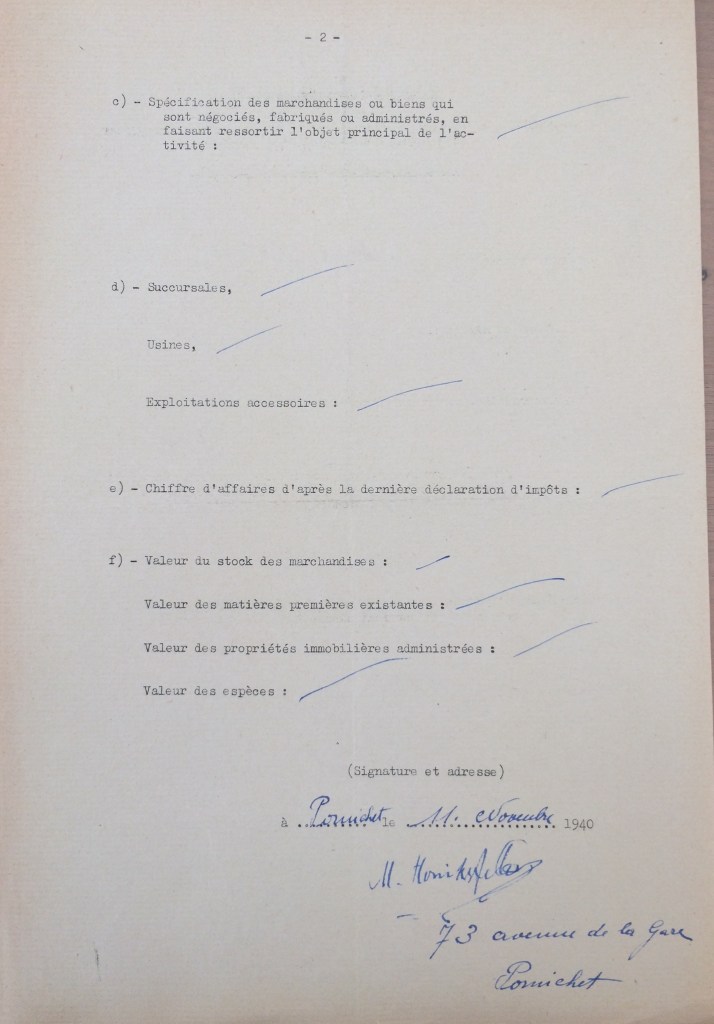 - 2 -
c) - Spécification des marchandises ou biens qui
sont négociés, fabriqués ou administrés, en
faisant ressortir l'objet principal de l'ac-
tivité :
d) - Succursales,
Usines,
Exploitations accessoires :
e) - Chiffre d'affaires d'après la dernière déclaration d'impôts :
f) - Valeur du stock des marchandises :
Valeur des matières premières existantes :
Valeur des propriétés immobilières administrées :
Valeur des espèces :
(Signature et adresse)
à Pornichet le 11. Novembre 1940
M.
73 avenue de la Gare
Pornichet